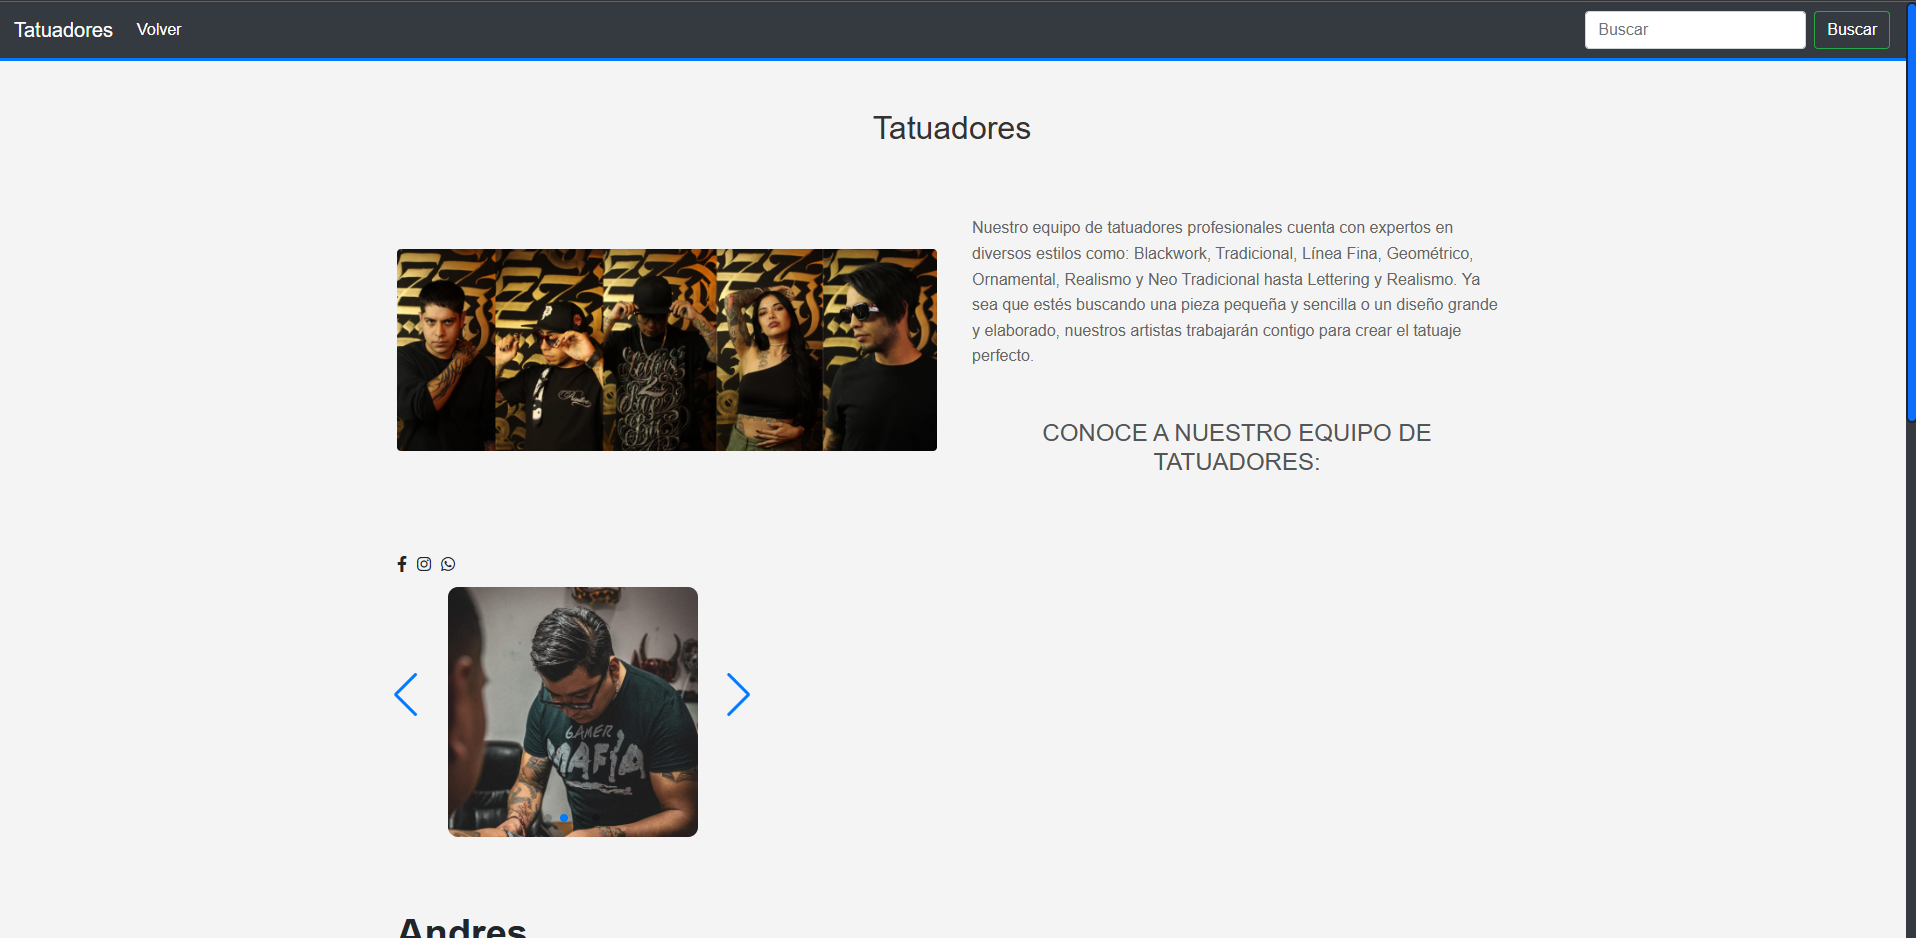 Tatuadores Volver Buscar Buscar
Tatuadores
Nuestro equipo de tatuadores profesionales cuenta con expertos en
diversos estilos como: Blackwork, Tradicional, Línea Fina, Geométrico,
Ornamental, Realismo y Neo Tradicional hasta Lettering y Realismo. Ya
sea que estés buscando una pieza pequeña y sencilla o un diseño grande
y elaborado, nuestros artistas trabajarán contigo para crear el tatuaje
perfecto.
CONOCE A NUESTRO EQUIPO DE
TATUADORES:
GAMER
MAFIA
Andres